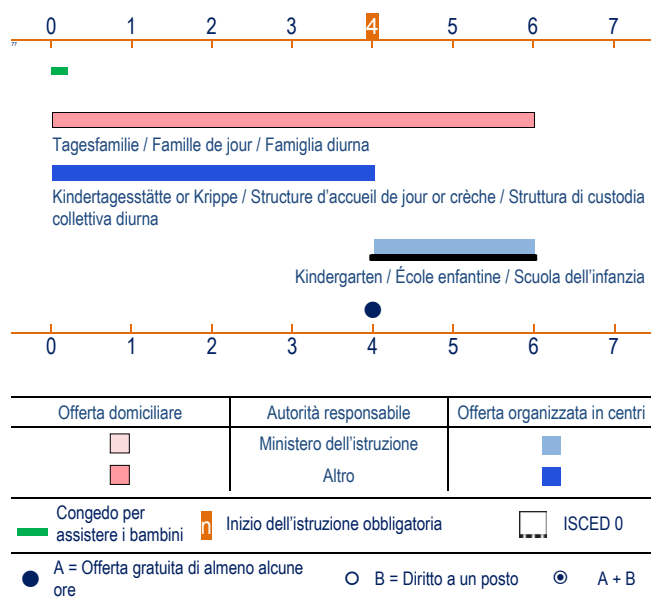 0 1 2 3 4 5 6 7
77
Tagesfamilie / Famille de jour / Famiglia diurna
Kindertagesstätte or Krippe / Structure d'accueil de jour or crèche / Struttura di custodia
collettiva diurna
Kindergarten / École enfantine / Scuola dell'infanzia
0 1 2 3 4 5 6 7
Offerta domiciliare Autorità responsabile Offerta organizzata in centri
Ministero dell'istruzione
Altro
Congedo per
assistere i bambini
n Inizio dell'istruzione obbligatoria
ISCED 0
A = Offerta gratuita di almeno alcune
ore
B = Diritto a un posto
A + B